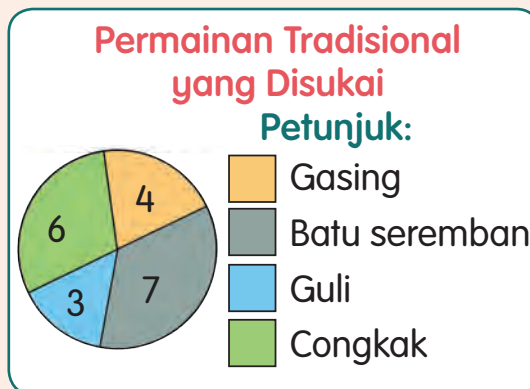 Permainan Tradisional
yang Disukai
Petunjuk:
4
6
3
7
Gasing
Batu seremban
Guli
Congkak